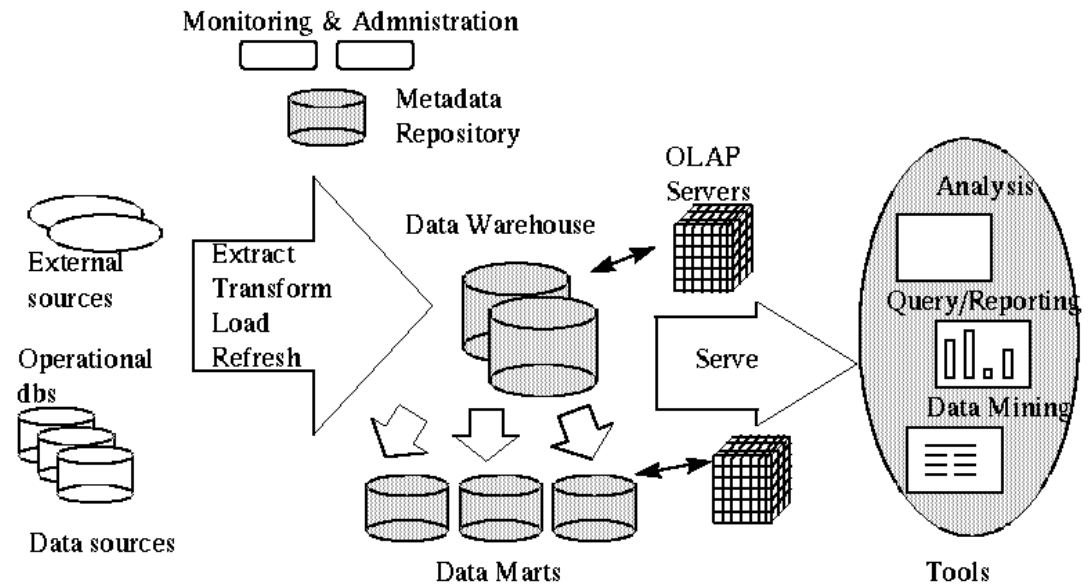 Monitoring & Admnistration
Metadata
Repository
OLAP
Servers
Analysis
Data Warehouse
External
sources
Extract
Transform
Load
Refresh
Query/Reporting
Operational
dbs
Serve
Data Mining
Data sources
Data Marts
Tools